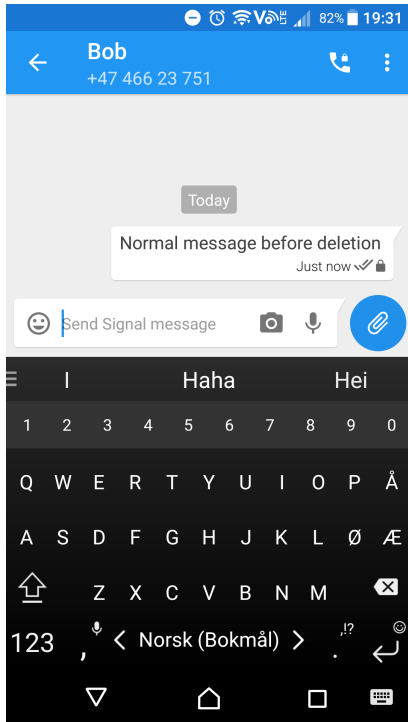 VoLTE 82% 19:31
Bob
+47 466 23 751
Today
Normal message before deletion
Just now
Send Signal message
I Haha Hei
1 2 3 4 5 6 7 8 9 0
Q W E R T Y U I O P Å
A S D F G H J K L Ø Æ
Z X C V B N M
123 , < Norsk (Bokmål) > . ,!?